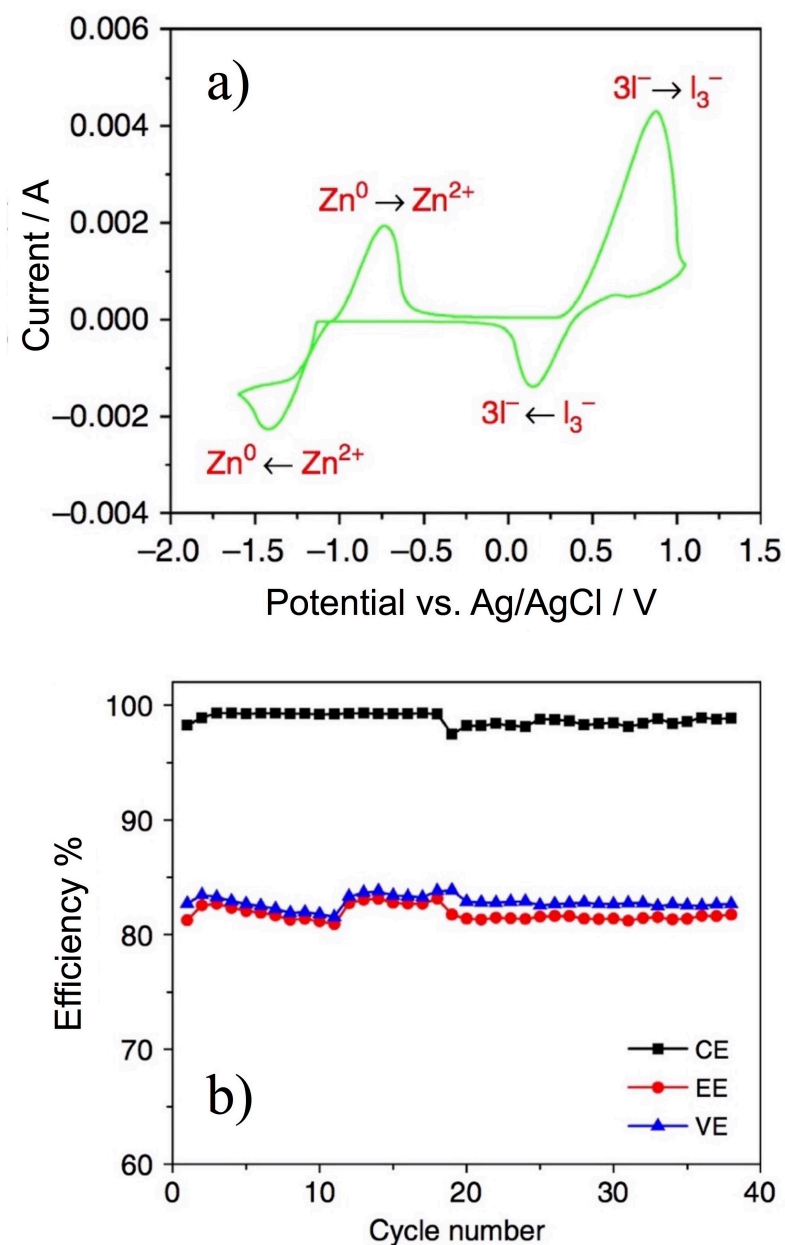 a)
0.006
0.004
0.002
0.000
−0.002
−0.004
Current / A
3I⁻→ I₃⁻
Zn⁰ → Zn²⁺
3I⁻ ← I₃⁻
Zn⁰ ← Zn²⁺
−2.0 −1.5 −1.0 −0.5 0.0 0.5 1.0 1.5
Potential vs. Ag/AgCl / V
100
90
80
70
60
Efficiency %
CE
EE
VE
b)
0 10 20 30 40
Cycle number